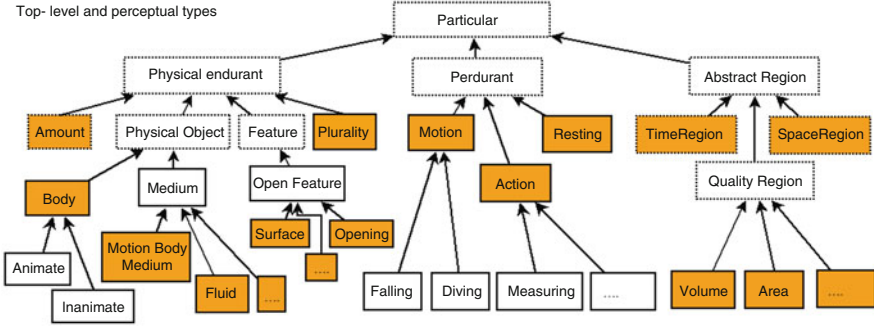 Top- level and perceptual types
Particular
Physical endurant
Perdurant
Abstract Region
Amount
Physical Object
Feature
Plurality
Motion
Resting
TimeRegion
SpaceRegion
Body
Medium
Open Feature
Action
Quality Region
Animate
Inanimate
Motion Body
Medium
Fluid
....
Surface
....
Opening
Falling
Diving
Measuring
....
Volume
Area
....